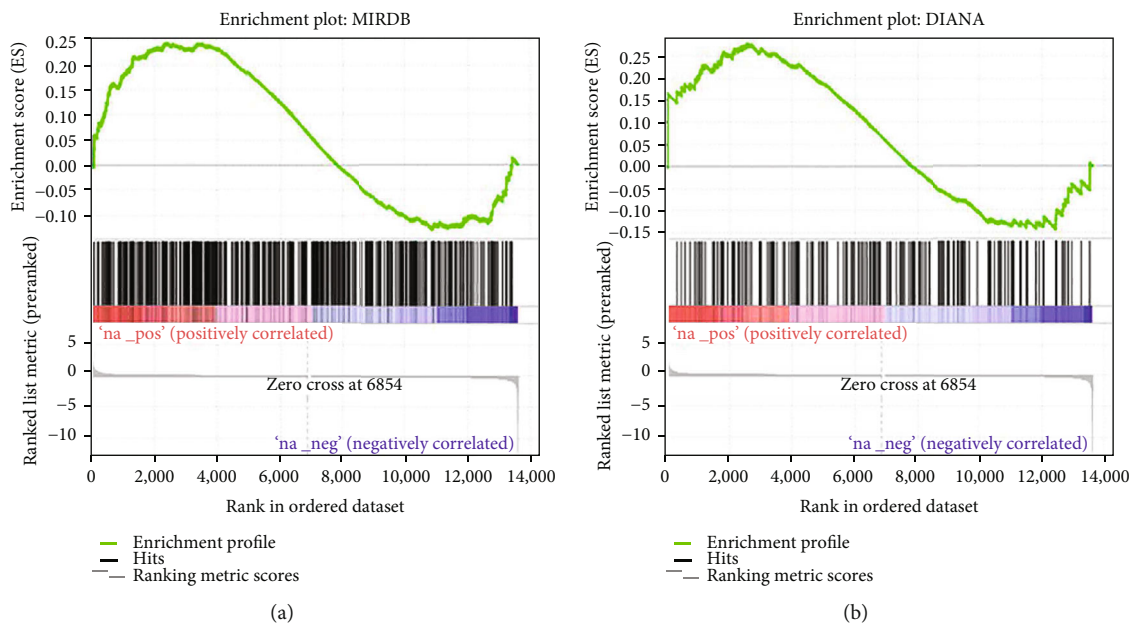 Enrichment plot: MIRDB
0.25
0.20
0.15
0.10
0.05
0.00
−0.05
−0.10
Enrichment score (ES)
'na _pos' (positively correlated)
5
0
−5
−10
Ranked list metric (preranked)
Zero cross at 6854
'na _neg' (negatively correlated)
0 2,000 4,000 6,000 8,000 10,000 12,000 14,000
Rank in ordered dataset
Enrichment profile
Hits
Ranking metric scores
(a)
Enrichment plot: DIANA
0.25
0.20
0.15
0.10
0.05
0.00
−0.05
−0.10
−0.15
Enrichment score (ES)
'na _pos' (positively correlated)
5
0
−5
−10
Ranked list metric (preranked)
Zero cross at 6854
'na _neg' (negatively correlated)
0 2,000 4,000 6,000 8,000 10,000 12,000 14,000
Rank in ordered dataset
Enrichment profile
Hits
Ranking metric scores
(b)